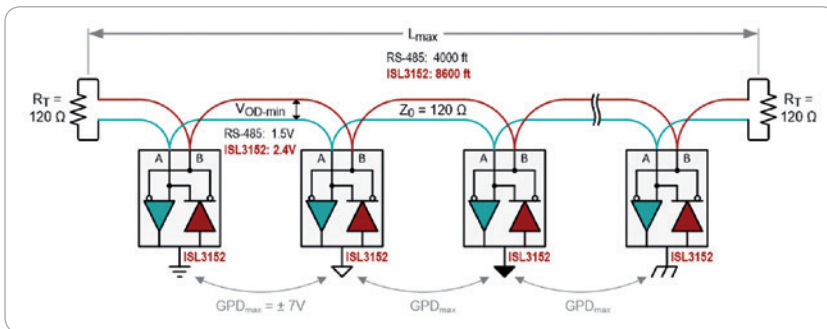 Lmax
RS-485: 4000 ft
ISL3152: 8600 ft
RT =
120 Ω
VOD-min
Z0 = 120 Ω
RT =
120 Ω
RS-485: 1.5V
ISL3152: 2.4V
A B
A B
A B
A B
ISL3152
ISL3152
ISL3152
ISL3152
GPDmax = ± 7V
GPDmax
GPDmax